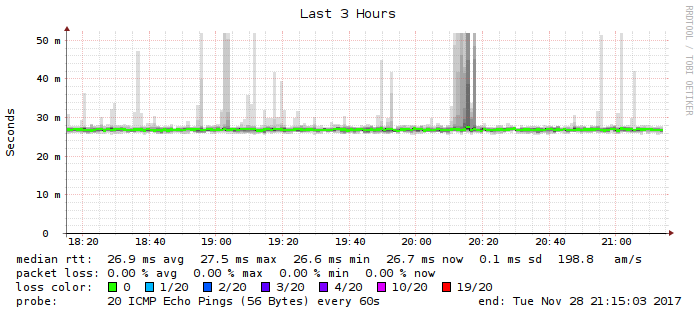 Last 3 Hours
RRDTOOL / TOBI OETIKER
Seconds
50 m
40 m
30 m
20 m
10 m
0
18:20 18:40 19:00 19:20 19:40 20:00 20:20 20:40 21:00
median rtt: 26.9 ms avg 27.5 ms max 26.6 ms min 26.7 ms now 0.1 ms sd 198.8 am/s
packet loss: 0.00 % avg 0.00 % max 0.00 % min 0.00 % now
loss color: 0 1/20 2/20 3/20 4/20 10/20 19/20
probe: 20 ICMP Echo Pings (56 Bytes) every 60s end: Tue Nov 28 21:15:03 2017